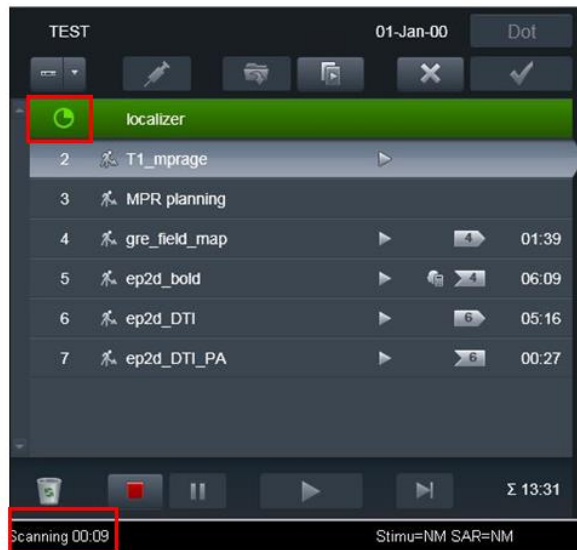 TEST 01-Jan-00 Dot
localizer
2 T1_mprage
3 MPR planning
4 gre_field_map 4 01:39
5 ep2d_bold 4 06:09
6 ep2d_DTI 6 05:16
7 ep2d_DTI_PA 6 00:27
Σ 13:31
Scanning 00:09 Stimu=NM SAR=NM